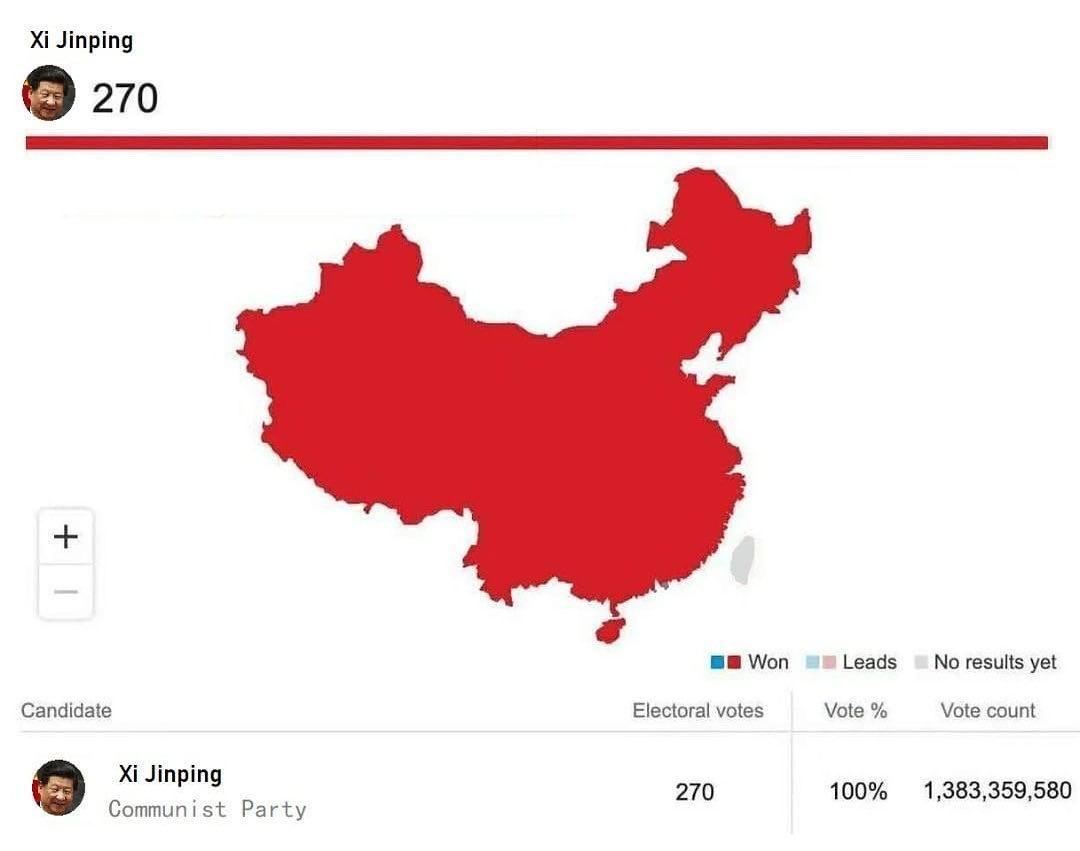 Xi Jinping
270
+
−
Won Leads No results yet
Candidate Electoral votes Vote % Vote count
Xi Jinping 270 100% 1,383,359,580
Communist Party